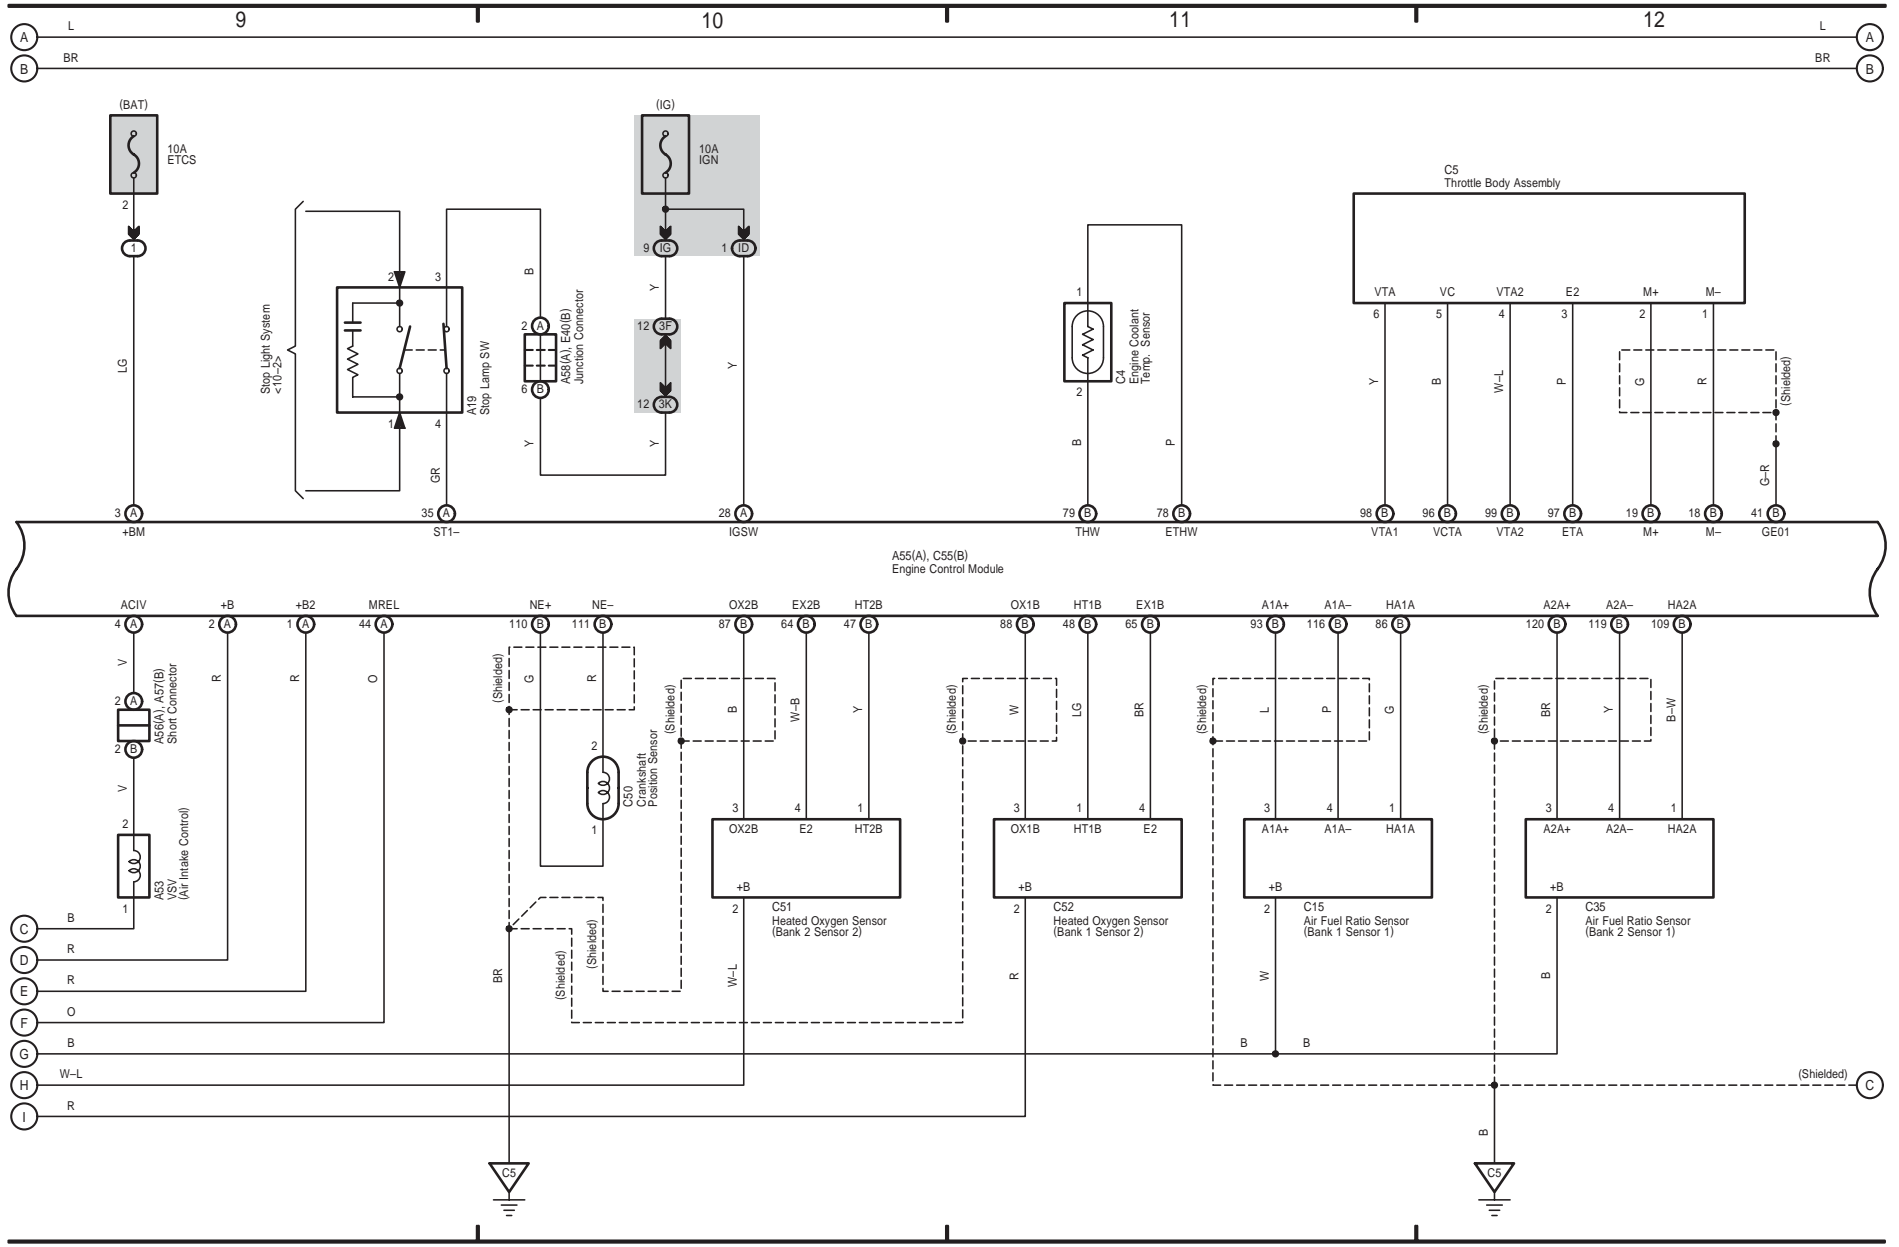 9 10 11 12
A L L A
B BR BR B
(BAT)
10A
ETCS
2
1
LG
(IG)
10A
IGN
9 IG 1 ID
Y
12 3F
12 3K
Y
Y
Stop Light System
<10–2>
2 3
1 4
A19
Stop Lamp SW
GR
B
2 A
6 B
A58(A), E40(B)
Junction Connector
Y
1
2
C4
Engine Coolant
Temp. Sensor
B P
C5
Throttle Body Assembly
VTA VC VTA2 E2 M+ M–
6 5 4 3 2 1
Y B W–L P G R
(Shielded)
G–R
3 A 35 A 28 A 79 B 78 B 98 B 96 B 99 B 97 B 19 B 18 B 41 B
+BM ST1– IGSW THW ETHW VTA1 VCTA VTA2 ETA M+ M– GE01
A55(A), C55(B)
Engine Control Module
ACIV +B +B2 MREL NE+ NE– OX2B EX2B HT2B OX1B HT1B EX1B A1A+ A1A– HA1A A2A+ A2A– HA2A
4 A 2 A 1 A 44 A 110 B 111 B 87 B 64 B 47 B 88 B 48 B 65 B 93 B 116 B 86 B 120 B 119 B 109 B
V R R O
(Shielded) G R
(Shielded) B W–B Y
(Shielded) W LG BR
(Shielded) L P G
(Shielded) BR Y B–W
2 A
2 B
A56(A), A57(B)
Short Connector
V
2
1
A53
VSV
(Air Intake Control)
2
1
C50
Crankshaft
Position Sensor
3 4 1
OX2B E2 HT2B
+B
2
C51
Heated Oxygen Sensor
(Bank 2 Sensor 2)
W–L
3 1 4
OX1B HT1B E2
+B
2
C52
Heated Oxygen Sensor
(Bank 1 Sensor 2)
R
3 4 1
A1A+ A1A– HA1A
+B
2
C15
Air Fuel Ratio Sensor
(Bank 1 Sensor 1)
W
3 4 1
A2A+ A2A– HA2A
+B
2
C35
Air Fuel Ratio Sensor
(Bank 2 Sensor 1)
B
BR
(Shielded)
(Shielded)
C B
D R
E R
F O
G B B B
H W–L (Shielded) C
I R
B
C5 C5